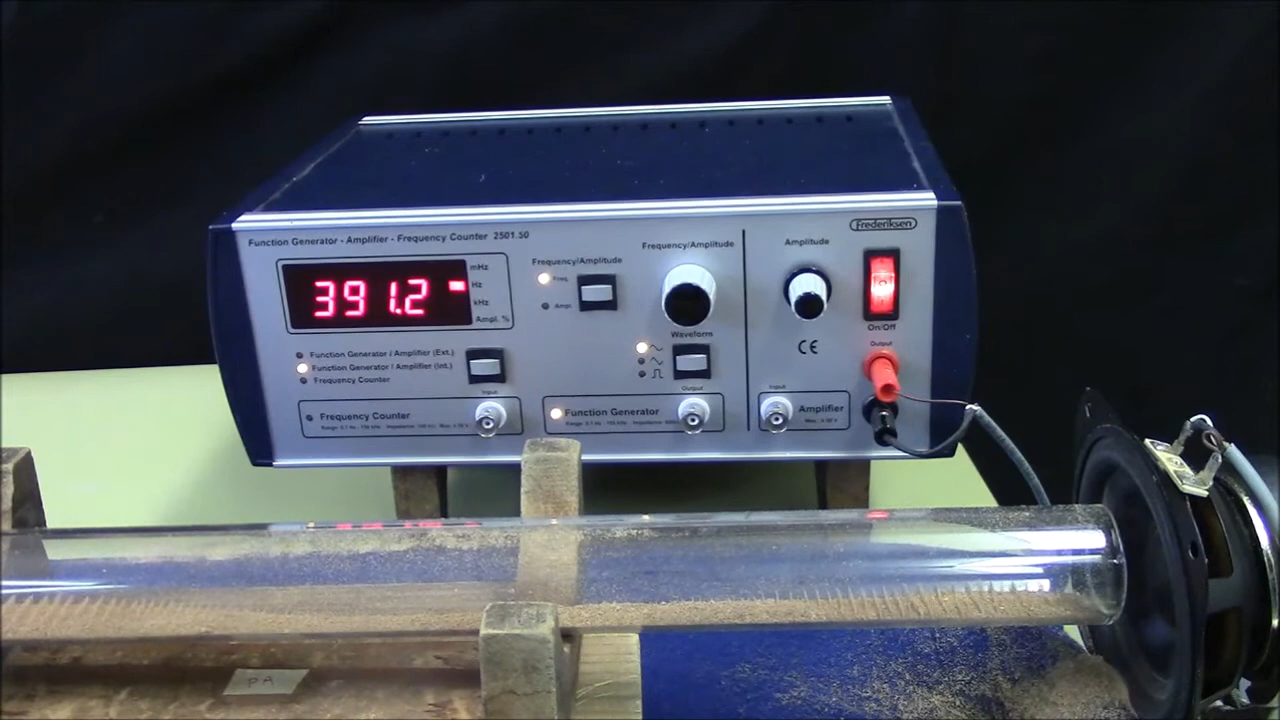 Function Generator - Amplifier - Frequency Counter 2501.50
Frederiksen
391.2
mHz
Hz
kHz
Ampl. %
Frequency/Amplitude
Freq.
Ampl.
Frequency/Amplitude
Amplitude
On/Off
CE
Waveform
Function Generator / Amplifier (Ext.)
Function Generator / Amplifier (Int.)
Frequency Counter
Input
Frequency Counter
Output
Function Generator
Input
Amplifier
Output
PA